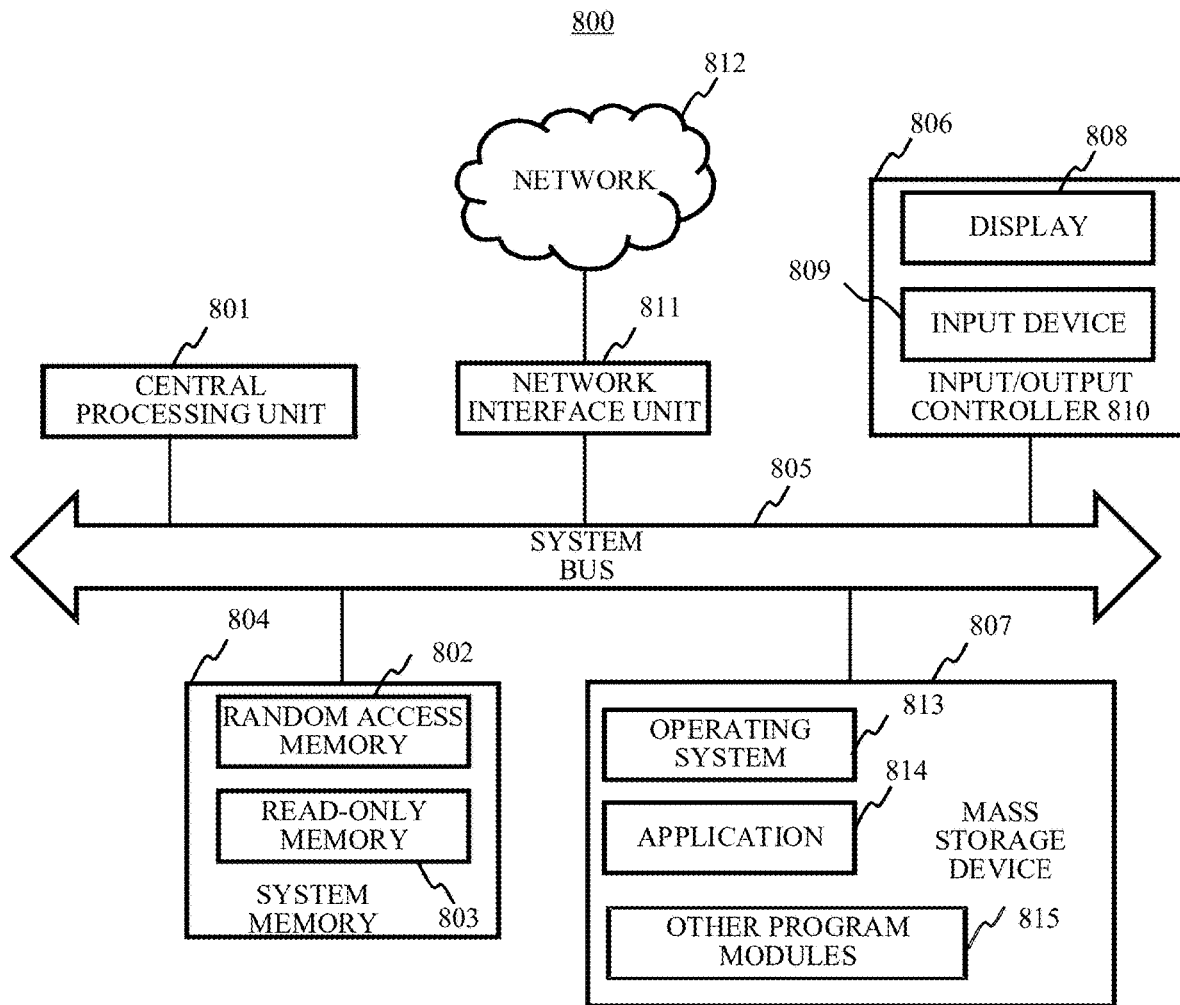 800
812
NETWORK
806
808
DISPLAY
809
INPUT DEVICE
INPUT/OUTPUT
CONTROLLER 810
801
CENTRAL
PROCESSING UNIT
811
NETWORK
INTERFACE UNIT
805
SYSTEM
BUS
804
802
RANDOM ACCESS
MEMORY
READ-ONLY
MEMORY
SYSTEM
MEMORY
803
807
813
OPERATING
SYSTEM
814
APPLICATION
MASS
STORAGE
DEVICE
815
OTHER PROGRAM
MODULES